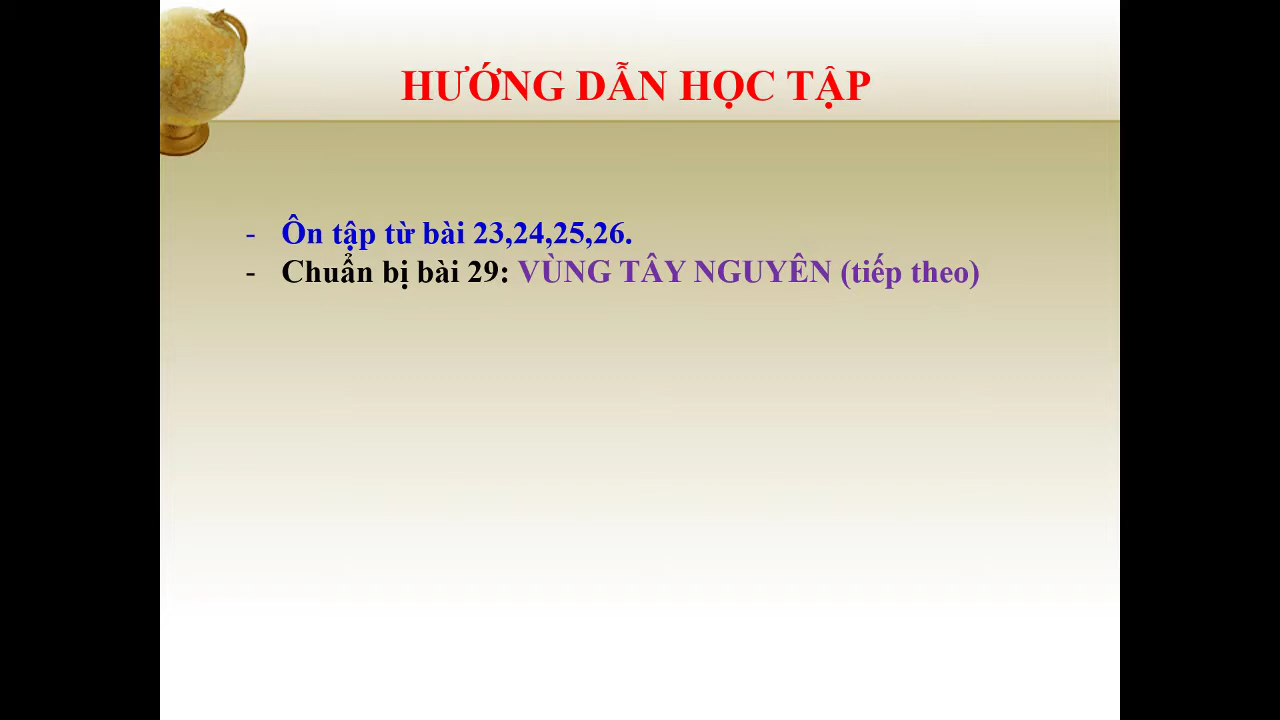 HƯỚNG DẪN HỌC TẬP
- Ôn tập từ bài 23,24,25,26.
- Chuẩn bị bài 29: VÙNG TÂY NGUYÊN (tiếp theo)